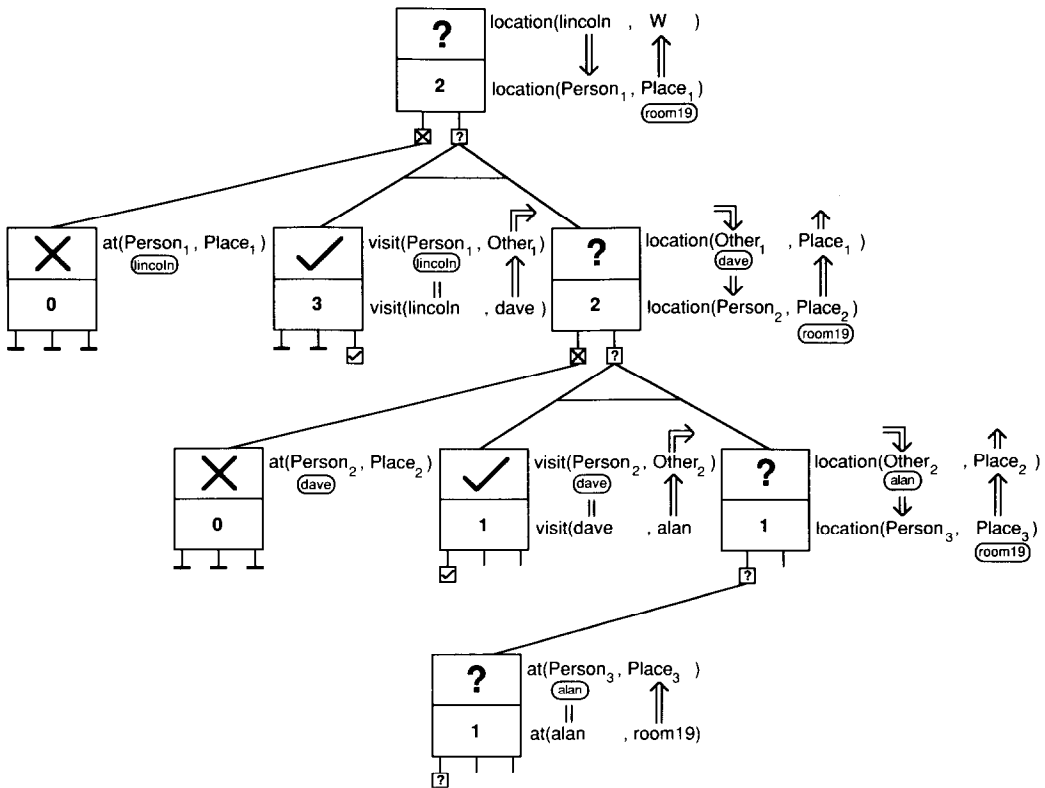 ? location(lincoln , W )
2 location(Person1 , Place1)
room19
?
at(Person1 , Place1) visit(Person1 , Other1) ? location(Other1 , Place1 )
lincoln lincoln dave
0 3 visit(lincoln , dave ) 2 location(Person2 , Place2)
room19
?
at(Person2 , Place2) visit(Person2 , Other2) ? location(Other2 , Place2 )
dave dave alan
0 1 visit(dave , alan 1 location(Person3, Place3)
room19
?
? at(Person3 , Place3 )
alan
1 at(alan , room19)
?